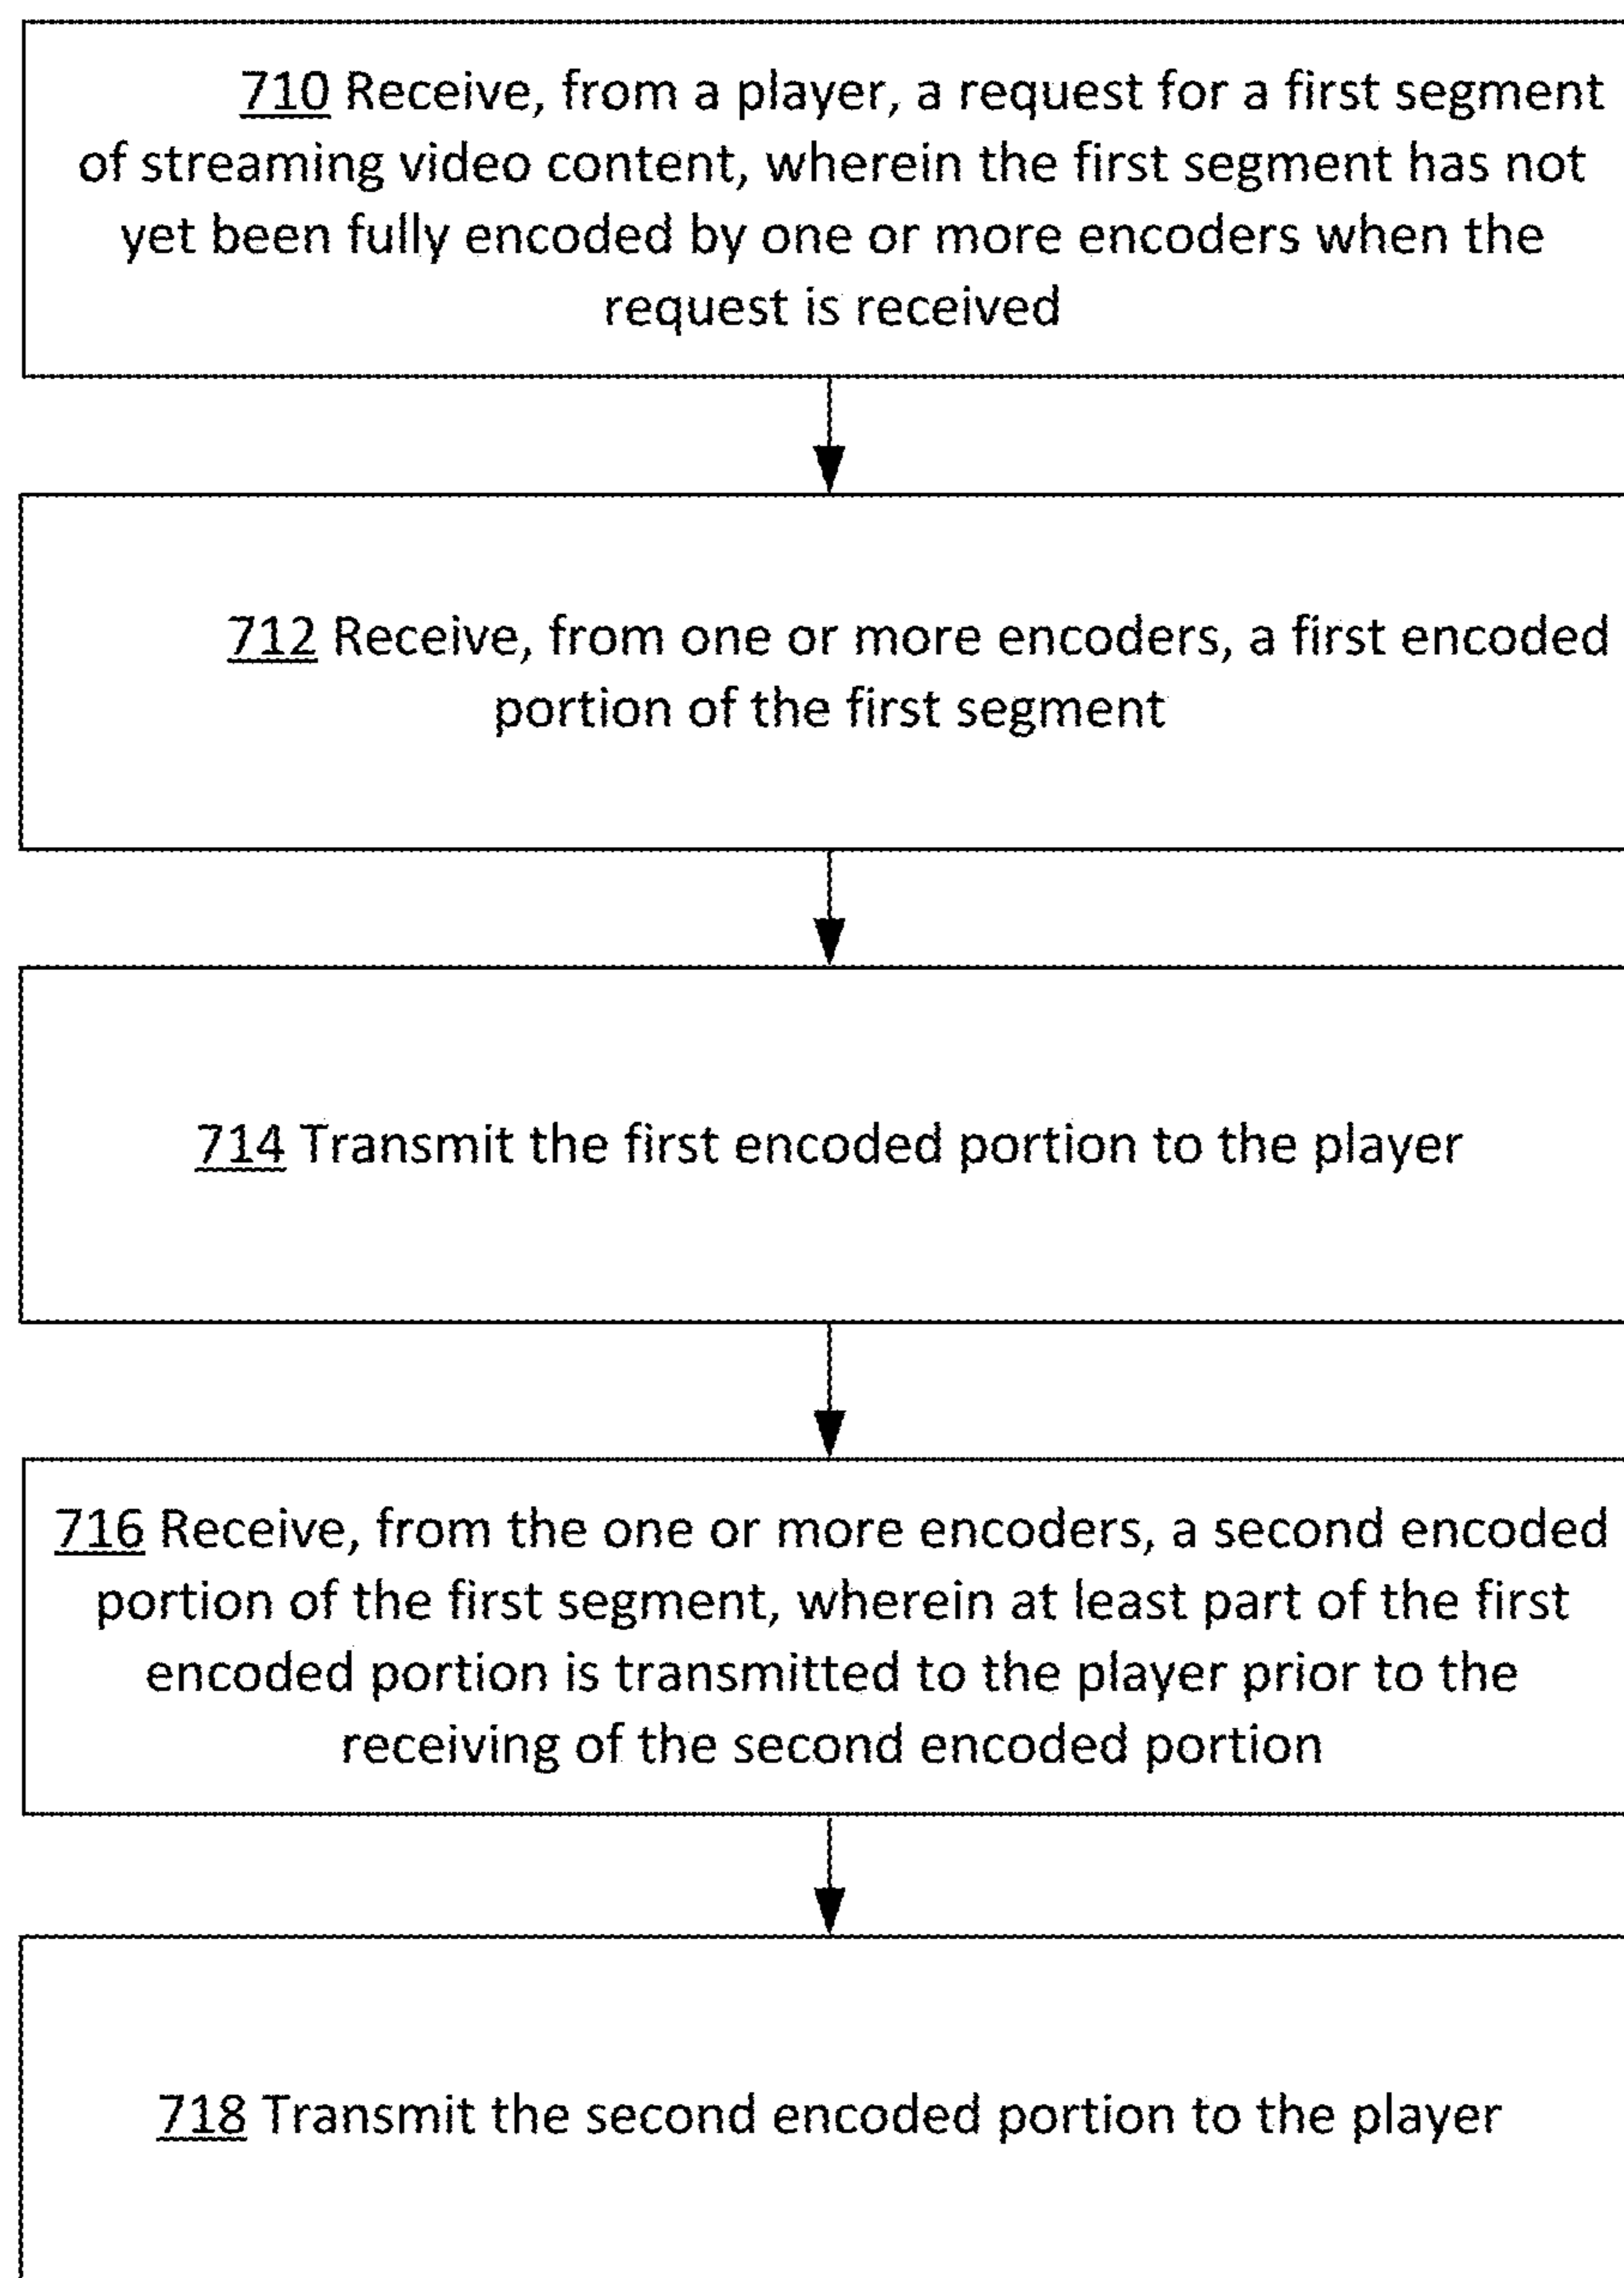 710 Receive, from a player, a request for a first segment
of streaming video content, wherein the first segment has not
yet been fully encoded by one or more encoders when the
request is received
712 Receive, from one or more encoders, a first encoded
portion of the first segment
714 Transmit the first encoded portion to the player
716 Receive, from the one or more encoders, a second encoded
portion of the first segment, wherein at least part of the first
encoded portion is transmitted to the player prior to the
receiving of the second encoded portion
718 Transmit the second encoded portion to the player